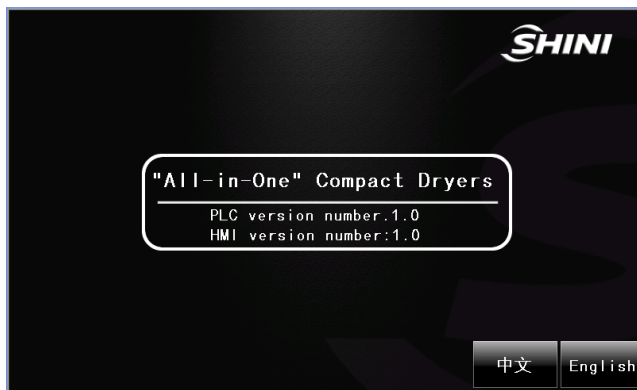 SHINI
"All-in-One" Compact Dryers
PLC version number.1.0
HMI version number:1.0
中文 English